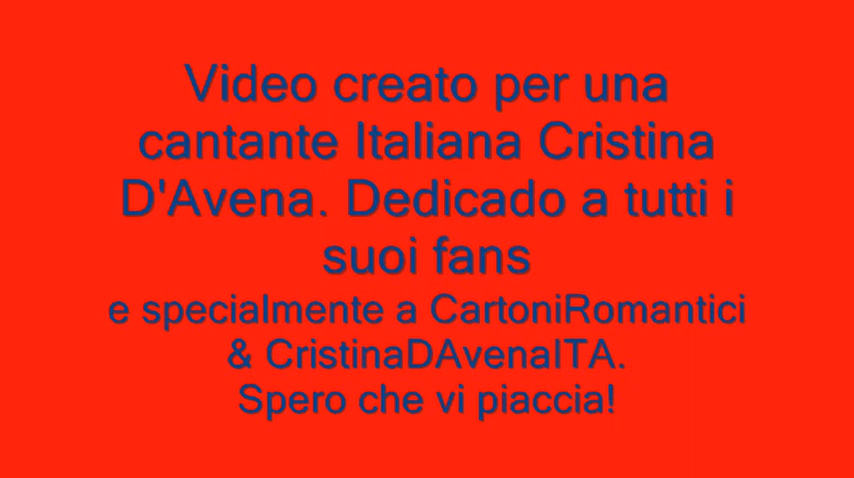 Video creato per una
cantante Italiana Cristina
D'Avena. Dedicado a tutti i
suoi fans
e specialmente a CartoniRomantici
& CristinaDAvenaITA.
Spero che vi piaccia!